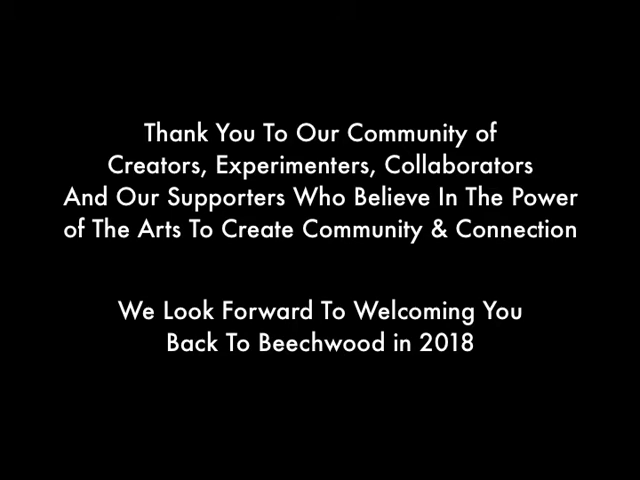 Thank You To Our Community of
Creators, Experimenters, Collaborators
And Our Supporters Who Believe In The Power
of The Arts To Create Community & Connection
We Look Forward To Welcoming You
Back To Beechwood in 2018